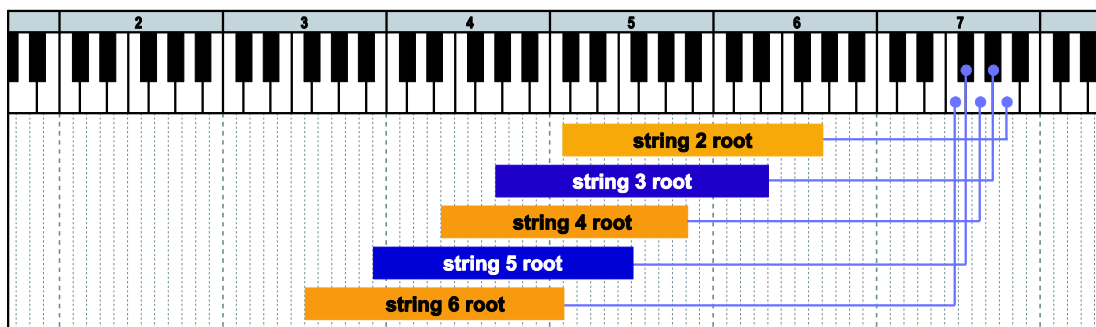 2 3 4 5 6 7
string 2 root
string 3 root
string 4 root
string 5 root
string 6 root